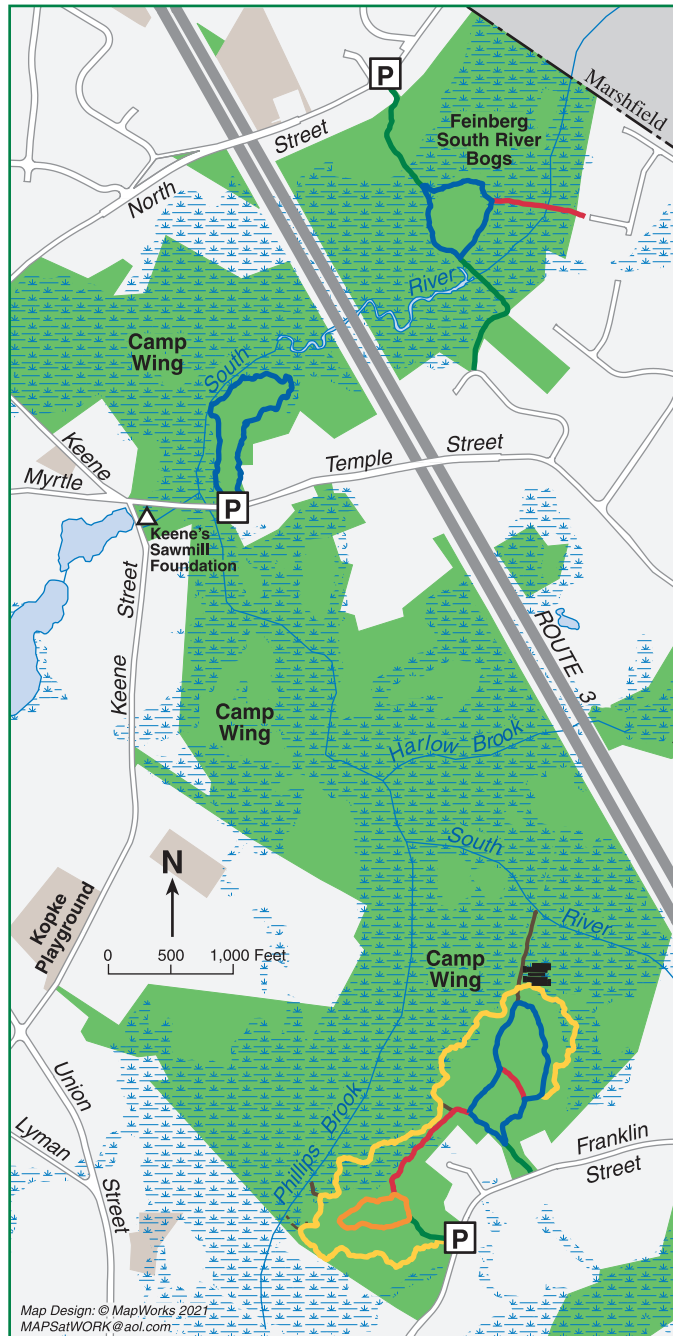 P
Marshfield
Feinberg
South River
Bogs
Street
North
River
Camp
Wing
South
Keene
Myrtle
Temple
Street
P
Keene's
Sawmill
Foundation
Street
Keene
ROUTE 3
Camp
Wing
Harlow Brook
South
River
N
Kopke
Playground
0 500 1,000 Feet
Camp
Wing
Union
Street
Lyman
Phillips Brook
Franklin
Street
P
Map Design: © MapWorks 2021
MAPSatWORK@aol.com